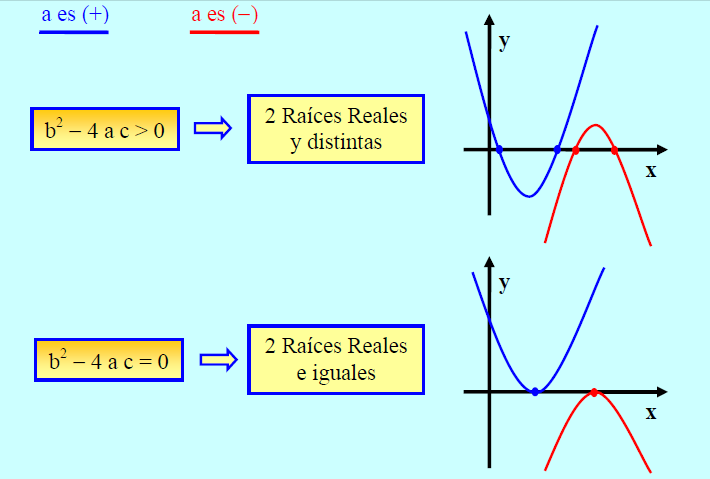 a es (+)
a es (−)
b² − 4 a c > 0
2 Raíces Reales
y distintas
y
x
b² − 4 a c = 0
2 Raíces Reales
e iguales
y
x